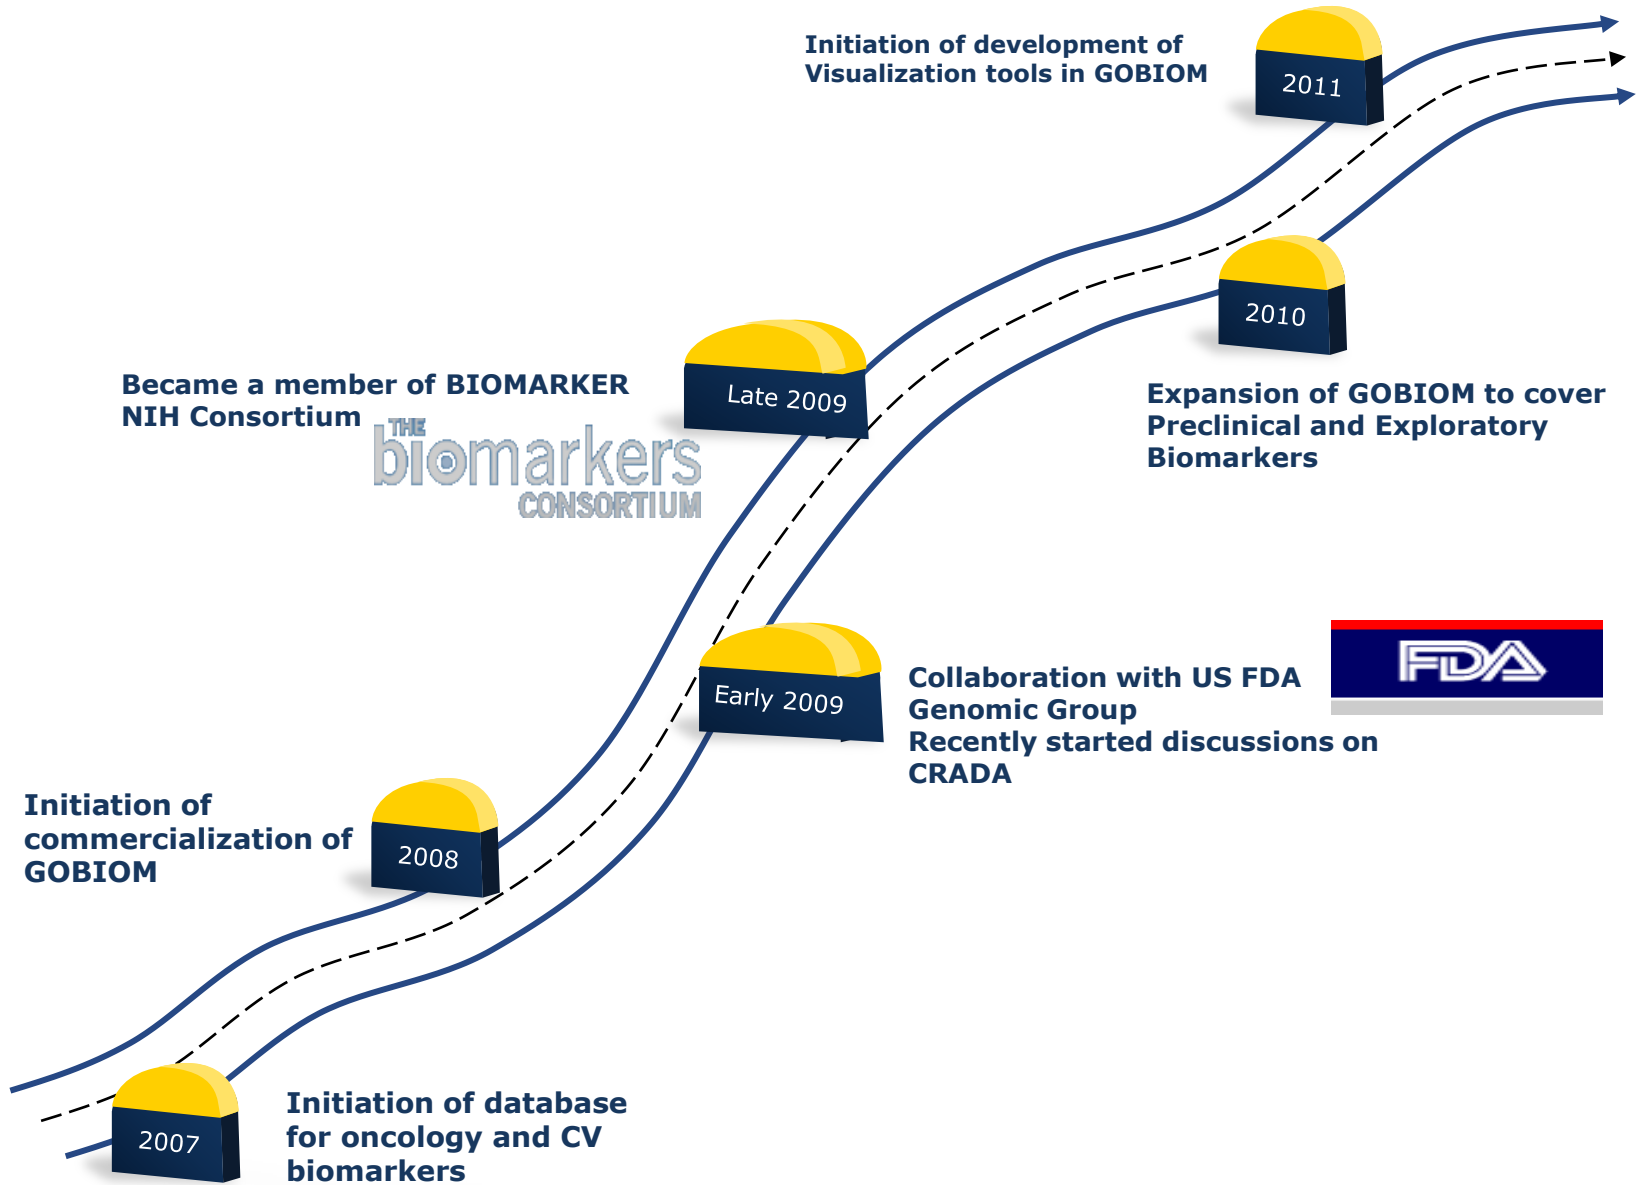 Initiation of development of
Visualization tools in GOBIOM
2011
2010
Late 2009
Became a member of BIOMARKER
NIH Consortium
THE
biomarkers
CONSORTIUM
Expansion of GOBIOM to cover
Preclinical and Exploratory
Biomarkers
Early 2009
Collaboration with US FDA
Genomic Group
Recently started discussions on
CRADA
FDA
Initiation of
commercialization of
GOBIOM
2008
2007
Initiation of database
for oncology and CV
biomarkers